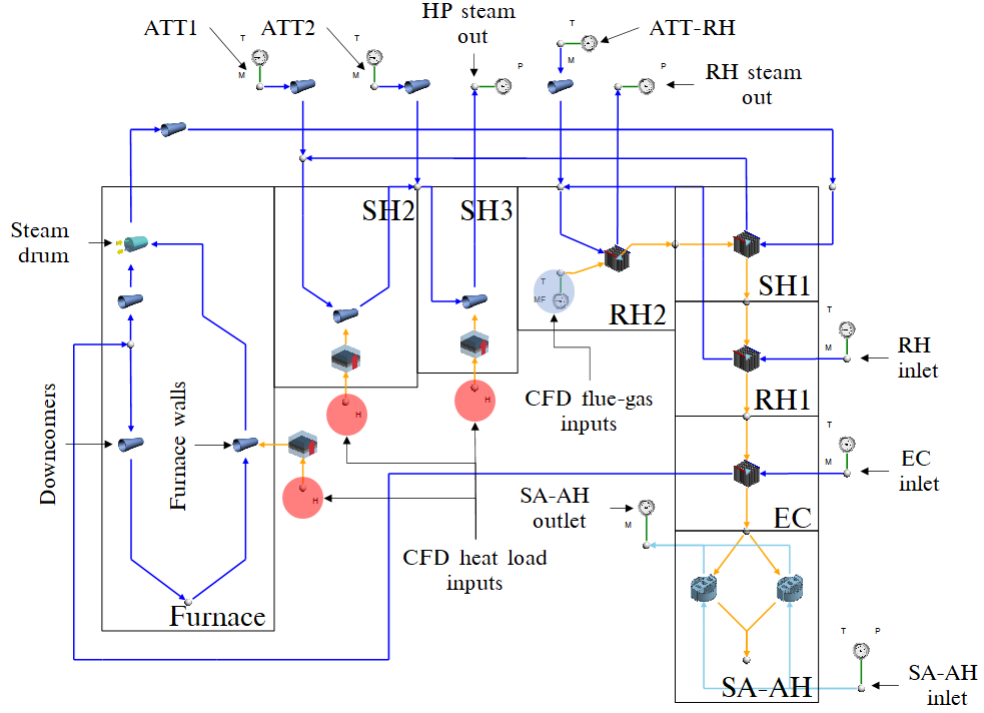 HP steam
out
ATT1
ATT2
ATT-RH
RH steam
out
T
M
T
M
P
T
M
P
SH2
SH3
Steam
drum
SH1
T
MF
RH2
T
M
RH
inlet
RH1
CFD flue-gas
inputs
H
H
Downcomers
Furnace walls
T
M
EC
inlet
H
SA-AH
outlet
M
EC
CFD heat load
inputs
Furnace
T
P
SA-AH
SA-AH
inlet